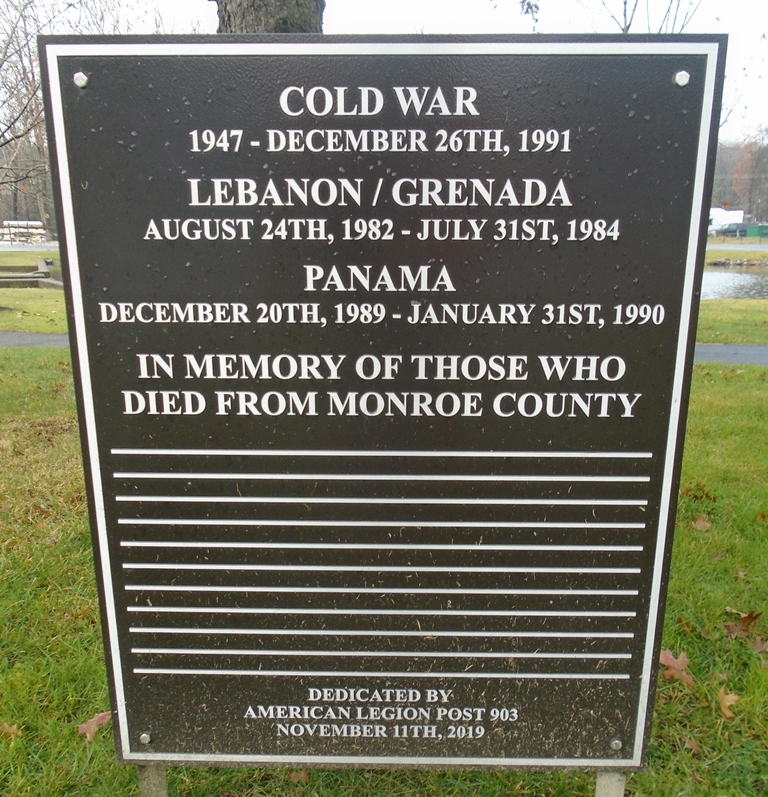 COLD WAR
1947 - DECEMBER 26TH, 1991
LEBANON / GRENADA
AUGUST 24TH, 1982 - JULY 31ST, 1984
PANAMA
DECEMBER 20TH, 1989 - JANUARY 31ST, 1990
IN MEMORY OF THOSE WHO
DIED FROM MONROE COUNTY
DEDICATED BY
AMERICAN LEGION POST 903
NOVEMBER 11TH, 2019